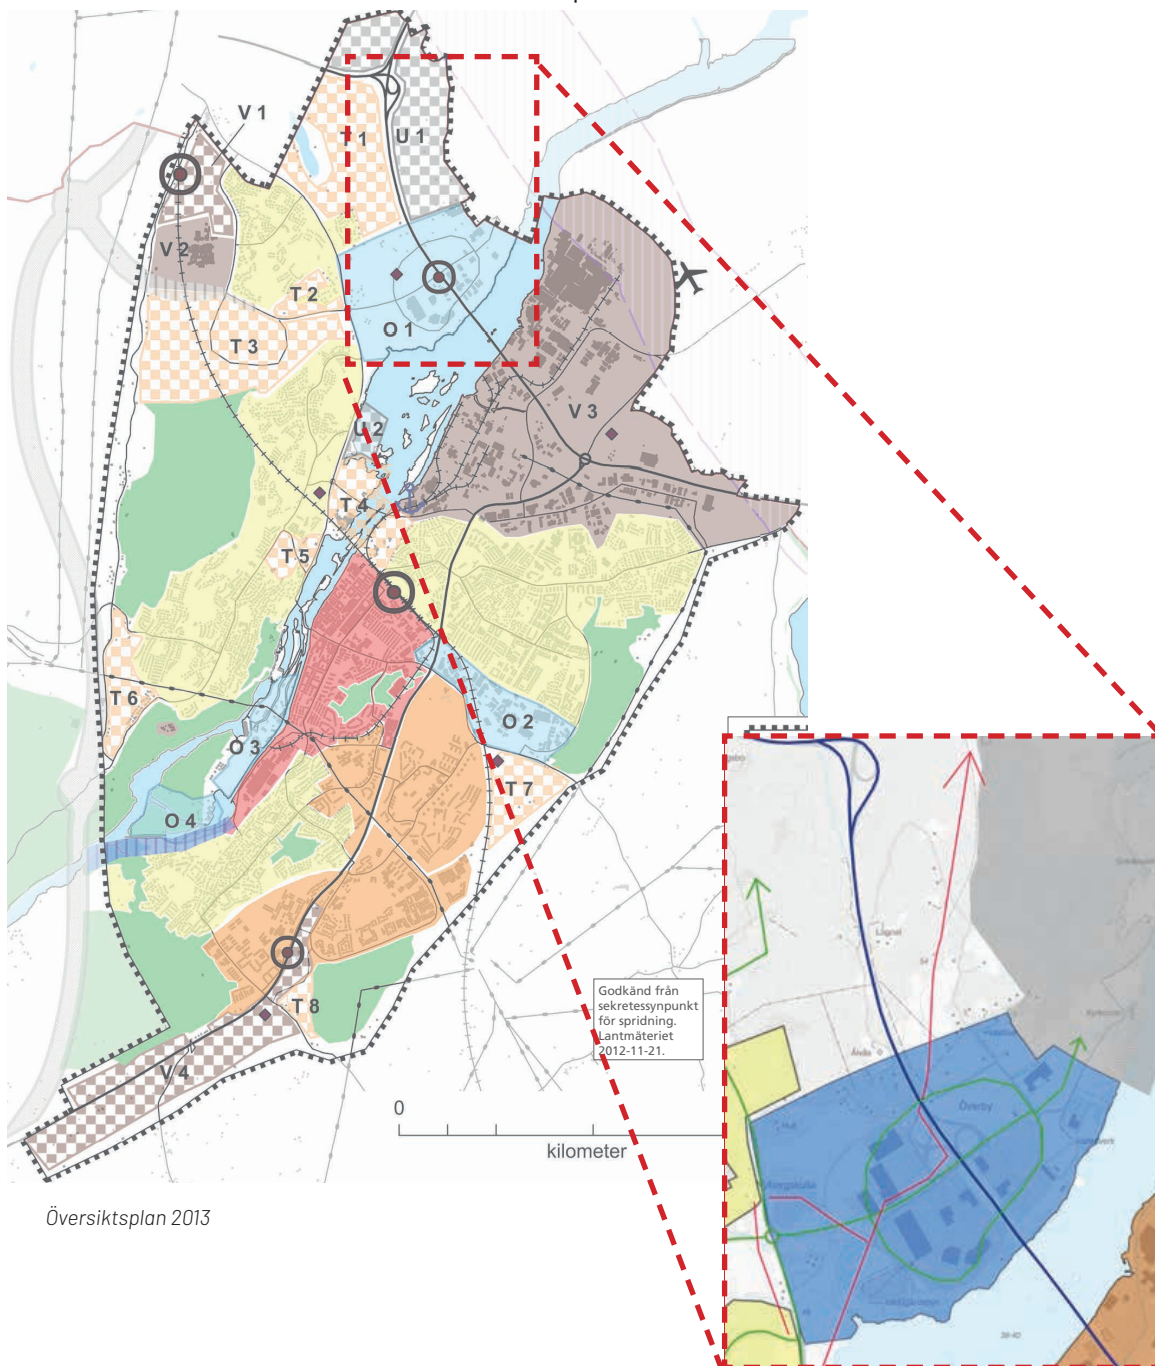 V 1
T 1
U 1
V 2
T 2
O 1
T 3
V 3
U 2
T 4
T 5
T 6
O 2
O 3
T 7
O 4
T 8
V 4
Godkänd från
sekretessynpunkt
för spridning.
Lantmäteriet
2012-11-21.
0
kilometer
Översiktsplan 2013
Älvås
Överby